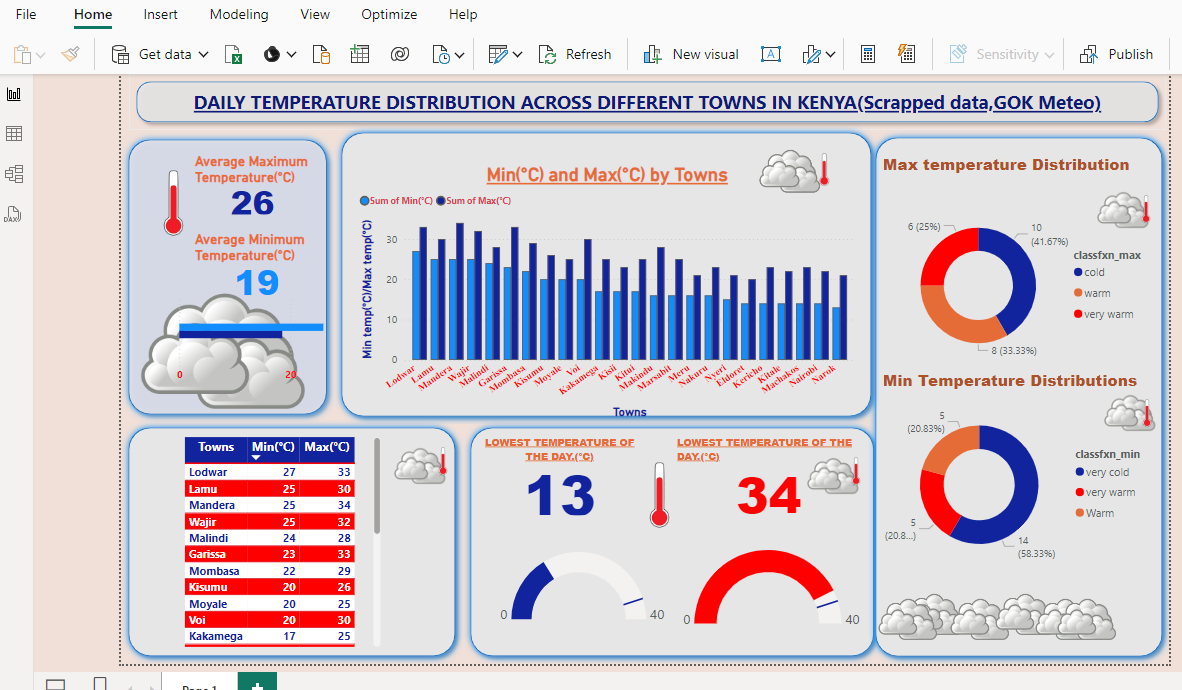 File Home Insert Modeling View Optimize Help
Get data Refresh New visual Sensitivity Publish
DAILY TEMPERATURE DISTRIBUTION ACROSS DIFFERENT TOWNS IN KENYA(Scrapped data,GOK Meteo)
Average Maximum
Temperature(°C)
26
Average Minimum
Temperature(°C)
19
0 20
Min(°C) and Max(°C) by Towns
Sum of Min(°C) Sum of Max(°C)
Min temp(°C)/Max temp(°C)
30
20
10
0
Lodwar Lamu Mandera Wajir Malindi Garissa Mombasa Kisumu Moyale Voi Kakamega Kisii Kilui Makindu Marsabit Meru Nakuru Nyeri Eldoret Kericho Kitale Machakos Nairobi Narok
Towns
Max temperature Distribution
6 (25%)
10
(41.67%)
8 (33.33%)
classfxn_max
cold
warm
very warm
Min Temperature Distributions
5
(20.83%)
5
(20.8...)
14
(58.33%)
classfxn_min
very cold
very warm
Warm
Towns Min(°C) Max(°C)
Lodwar 27 33
Lamu 25 30
Mandera 25 34
Wajir 25 32
Malindi 24 28
Garissa 23 33
Mombasa 22 29
Kisumu 20 26
Moyale 20 25
Voi 20 30
Kakamega 17 25
LOWEST TEMPERATURE OF
THE DAY.(°C)
13
0 40
LOWEST TEMPERATURE OF THE
DAY.(°C)
34
0 40
DAX
Page 1